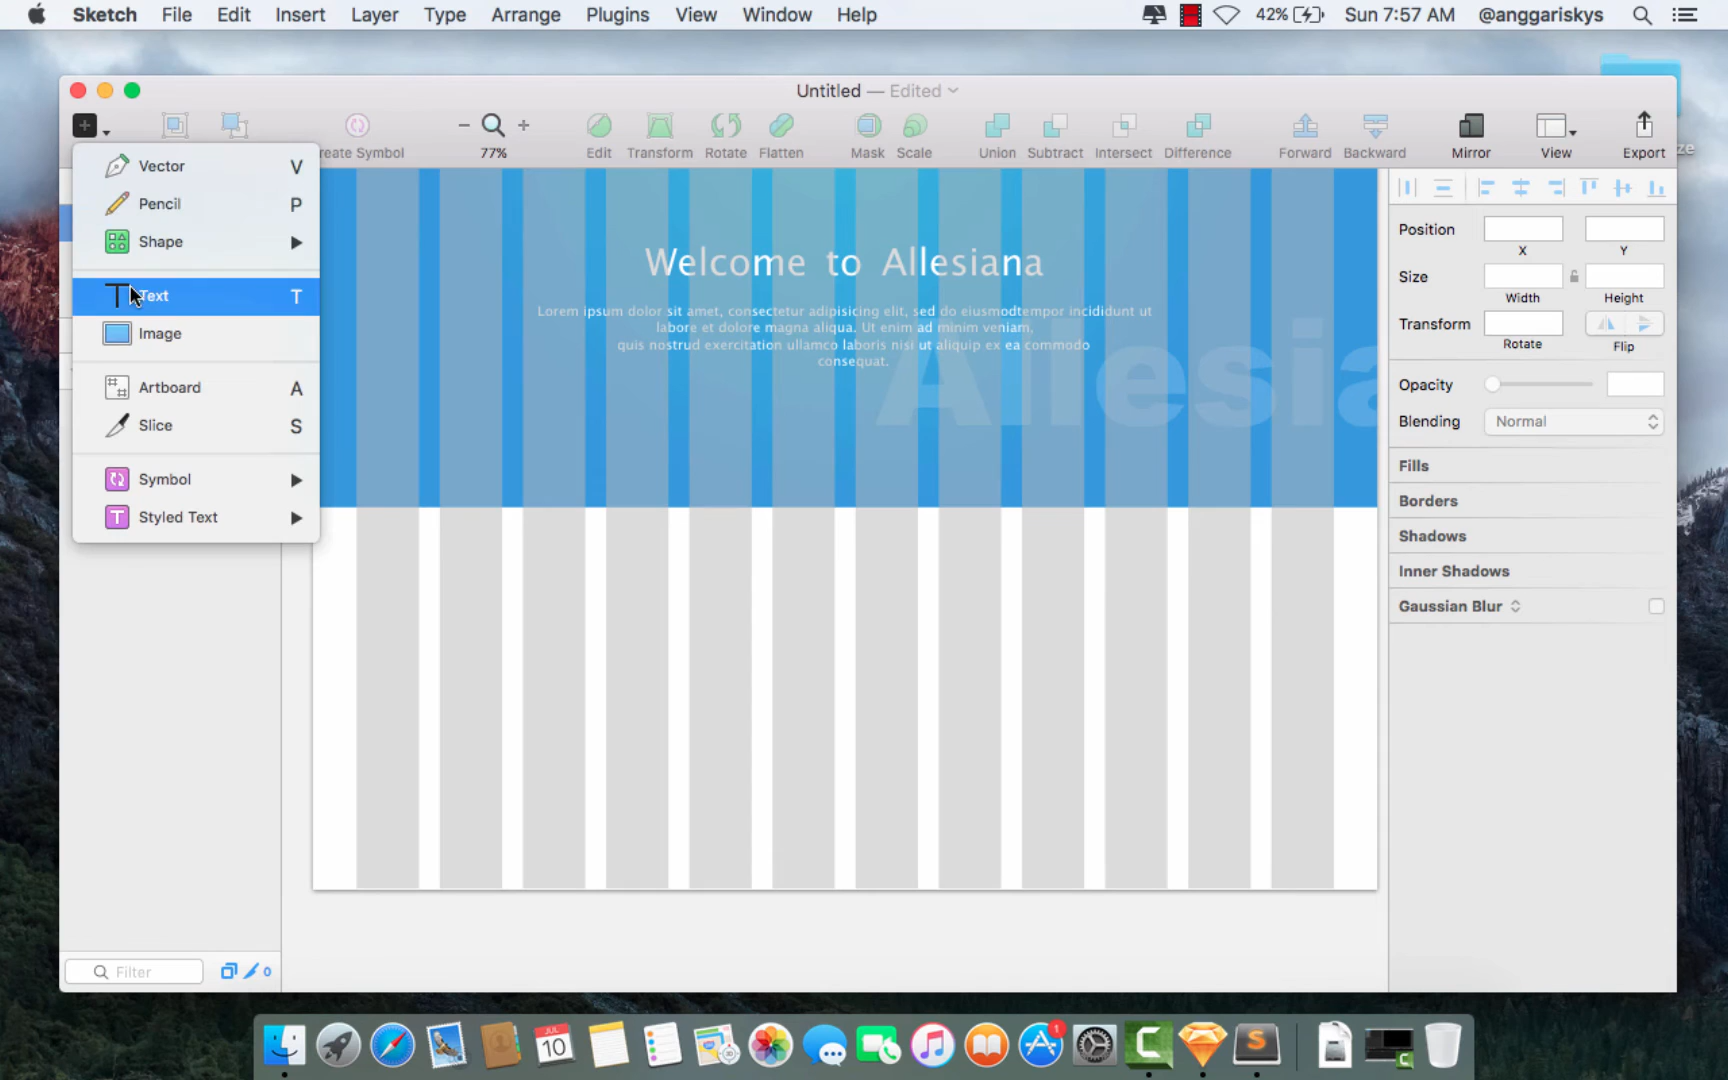 Sketch File Edit Insert Layer Type Arrange Plugins View Window Help 42% Sun 7:57 AM @anggariskys
Untitled — Edited
reate Symbol 77% Edit Transform Rotate Flatten Mask Scale Union Subtract Intersect Difference Forward Backward Mirror View Export
ze
Vector V
Pencil P
Shape
Text T
Image
Artboard A
Slice S
Symbol
Styled Text
Welcome to Allesiana
Lorem ipsum dolor sit amet, consectetur adipisicing elit, sed do eiusmodtempor incididunt ut
labore et dolore magna aliqua. Ut enim ad minim veniam,
quis nostrud exercitation ullamco laboris nisi ut aliquip ex ea commodo
consequat.
Allesia
Position
X Y
Size
Width Height
Transform
Rotate Flip
Opacity
Blending Normal
Fills
Borders
Shadows
Inner Shadows
Gaussian Blur
Filter 0
JUL
10
1